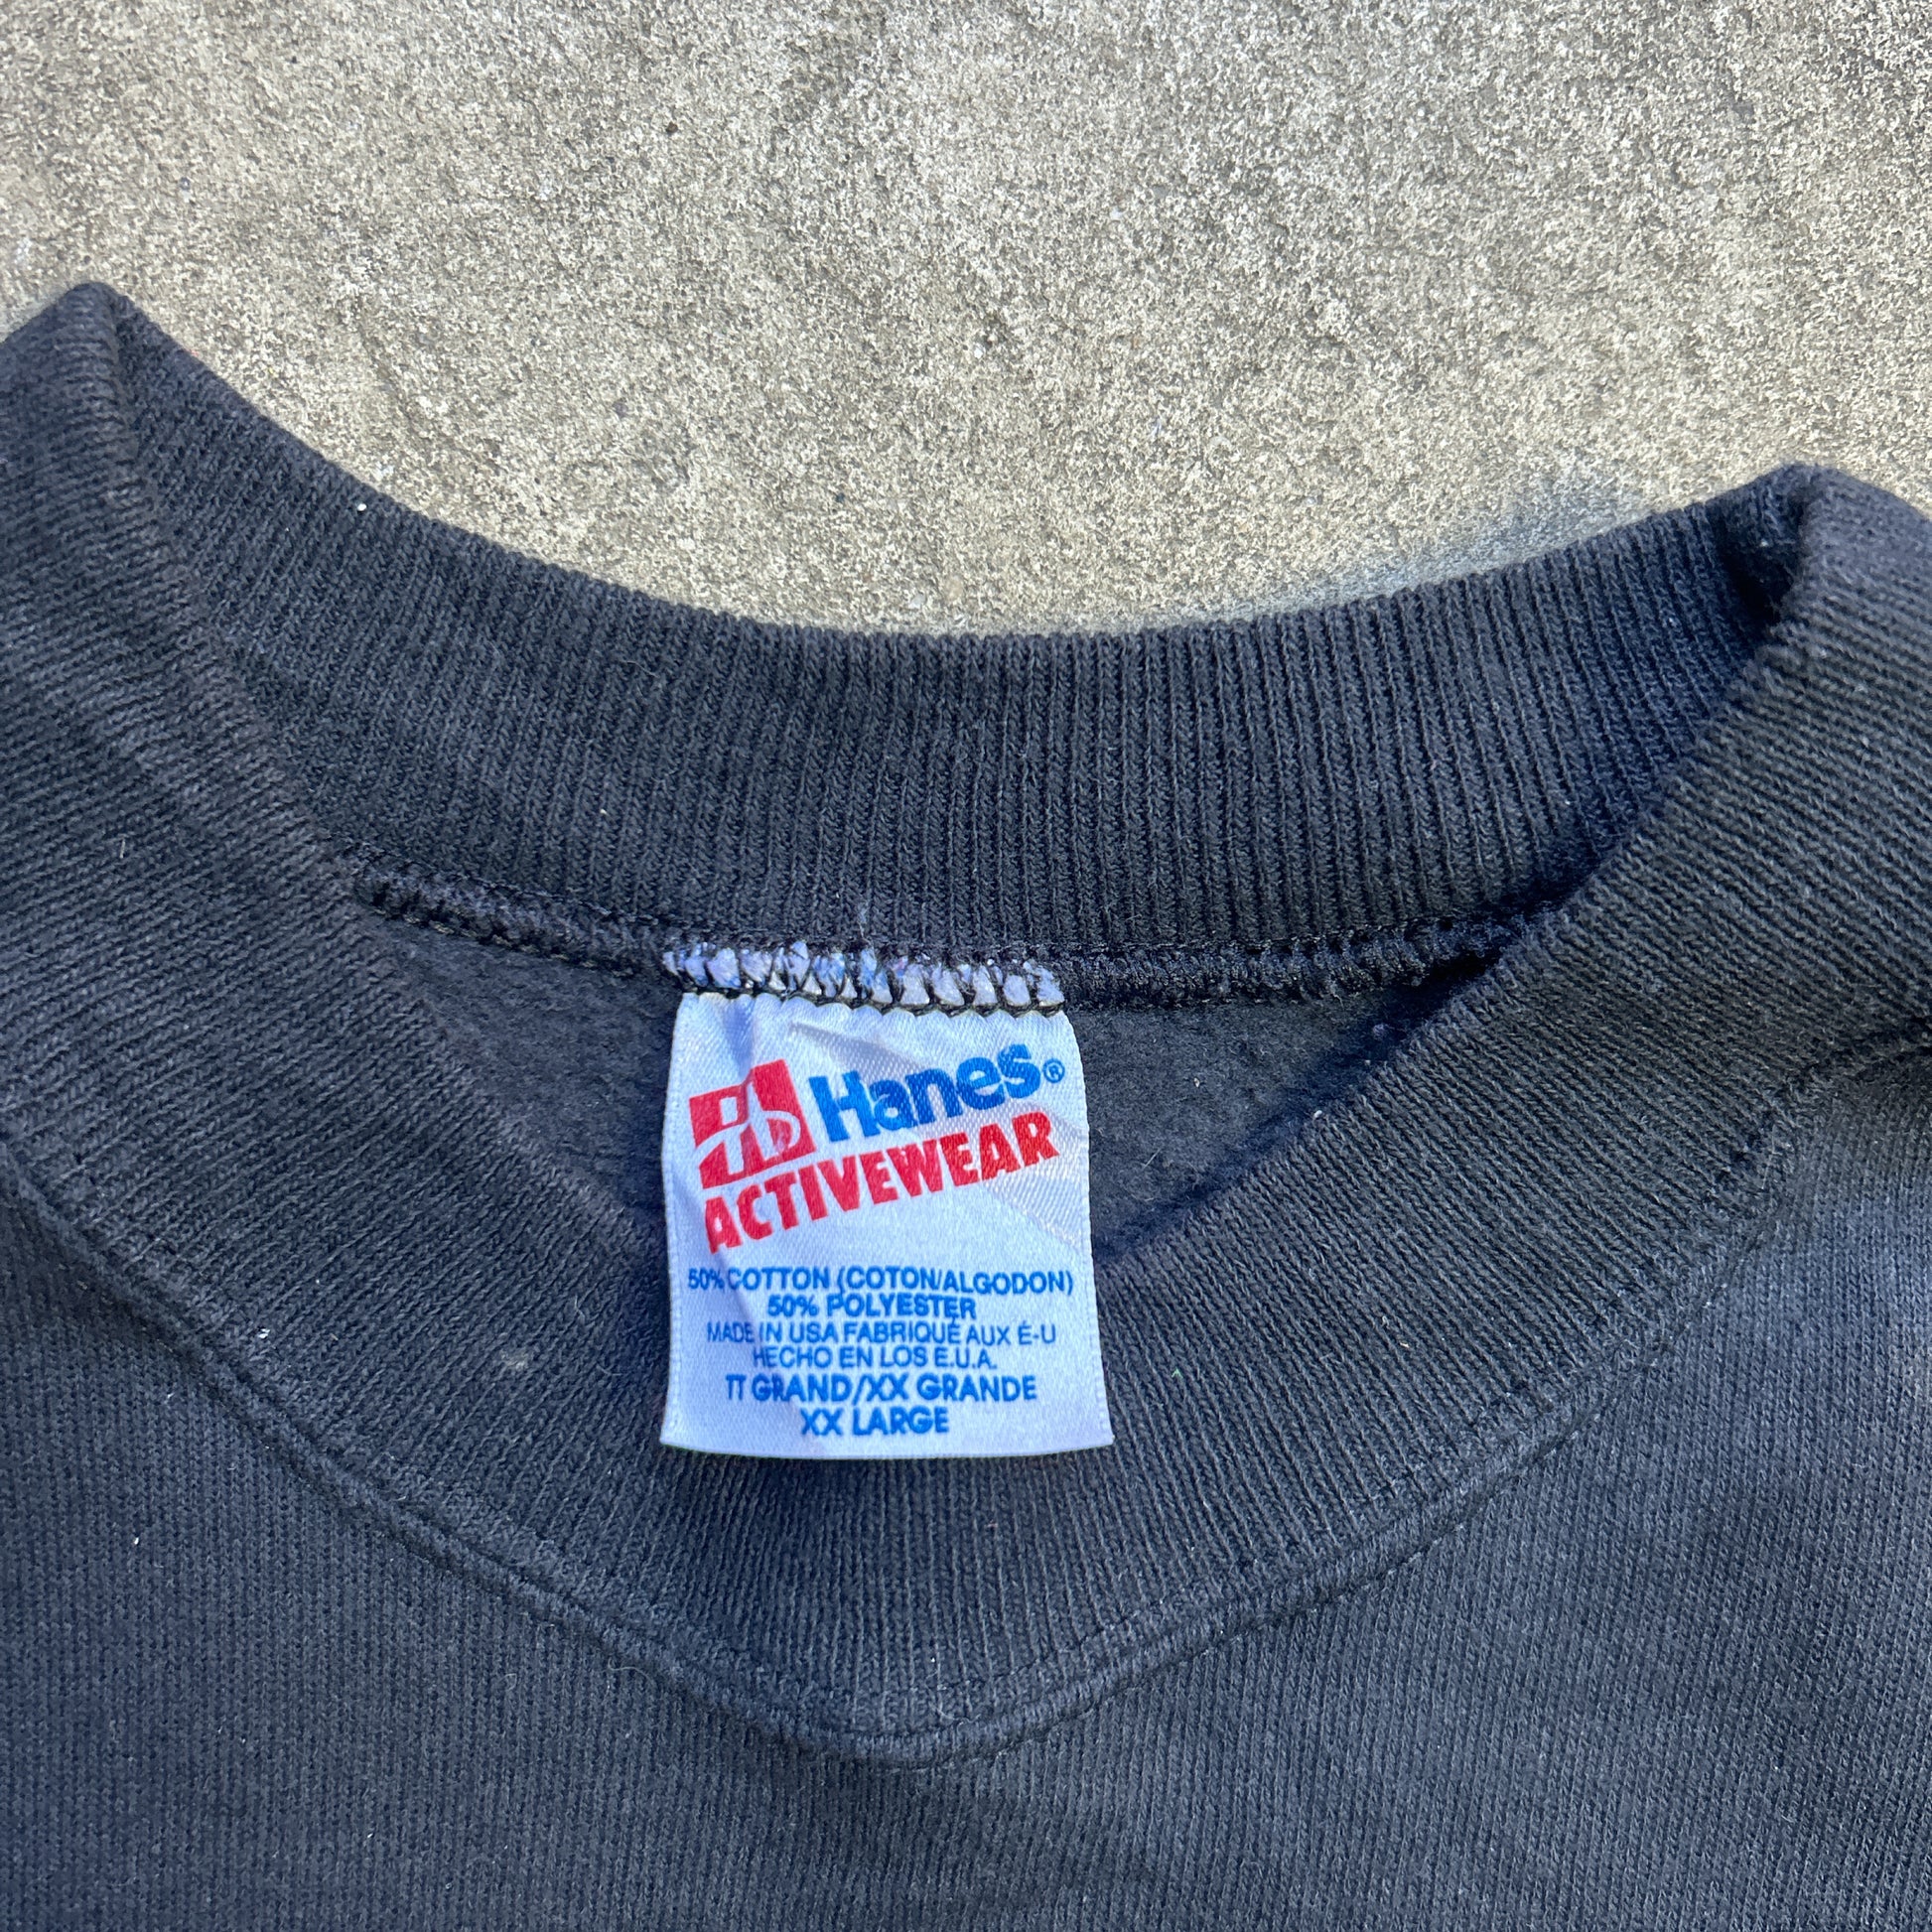 Hanes®
ACTIVEWEAR
50% COTTON (COTON/ALGODON)
50% POLYESTER
MADE IN USA FABRIQUÉ AUX É-U
HECHO EN LOS E.U.A.
TT GRAND/XX GRANDE
XX LARGE